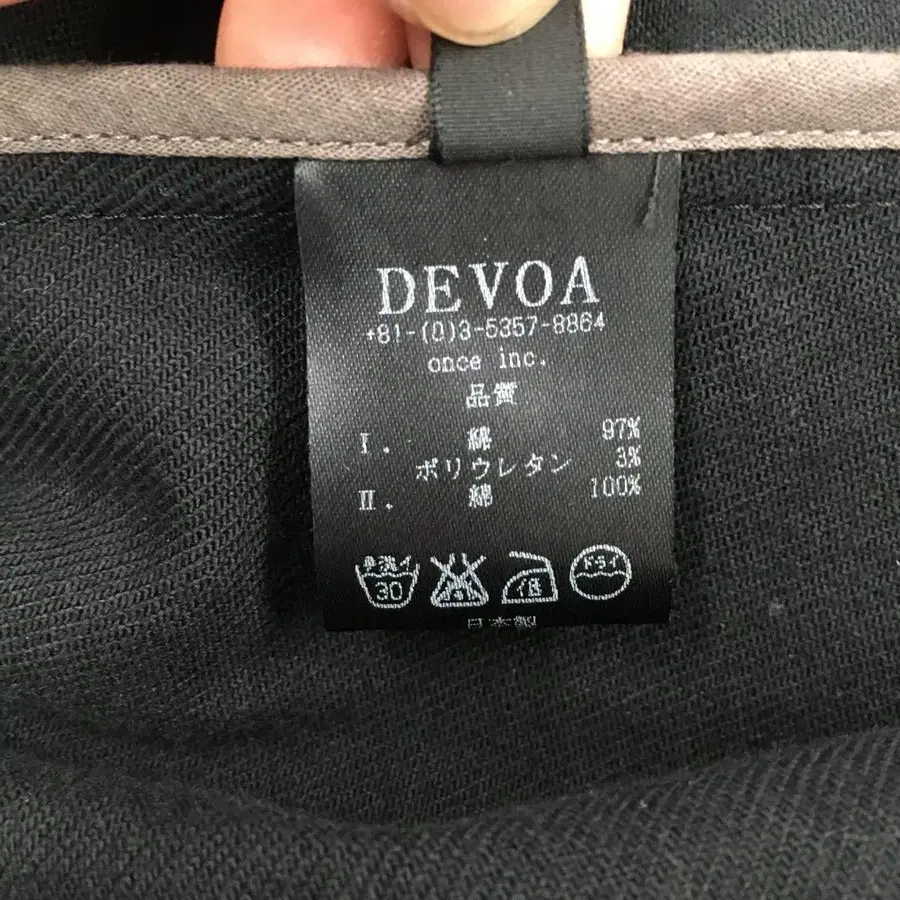 DEVOA
+81-(0)3-5357-8864
once inc.
品質
I. 綿 97%
ポリウレタン 3%
II. 綿 100%
手洗イ 30
低
ドライ
日本製